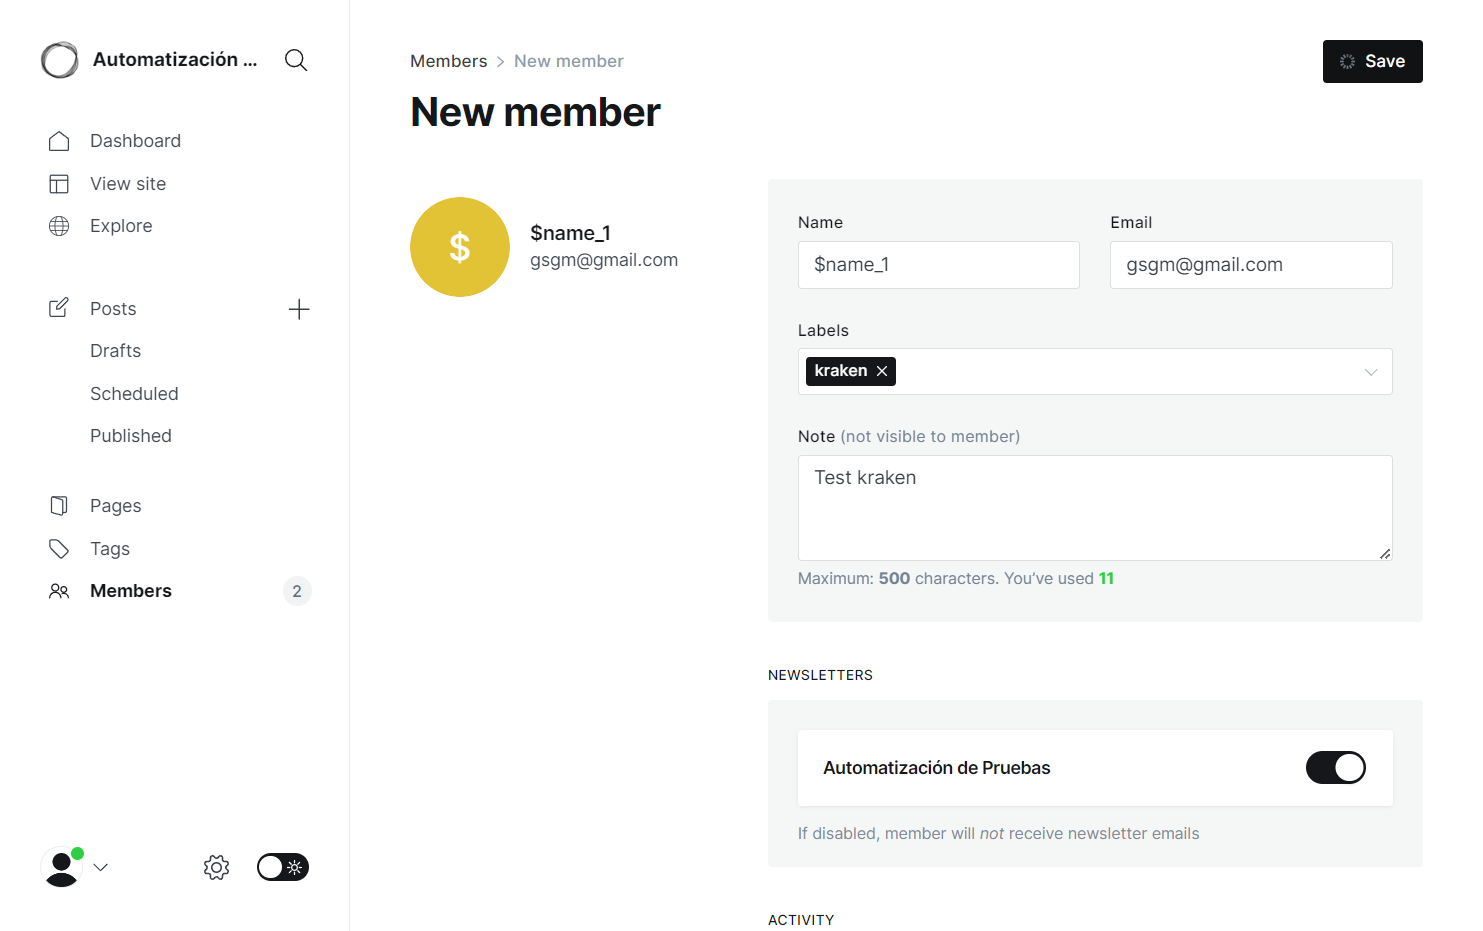 Automatización ...
Dashboard
View site
Explore
Posts
Drafts
Scheduled
Published
Pages
Tags
Members
2
Members > New member
Save
New member
$
$name_1
gsgm@gmail.com
Name
Email
$name_1
gsgm@gmail.com
Labels
kraken
Note (not visible to member)
Test kraken
Maximum: 500 characters. You’ve used 11
NEWSLETTERS
Automatización de Pruebas
If disabled, member will not receive newsletter emails
ACTIVITY